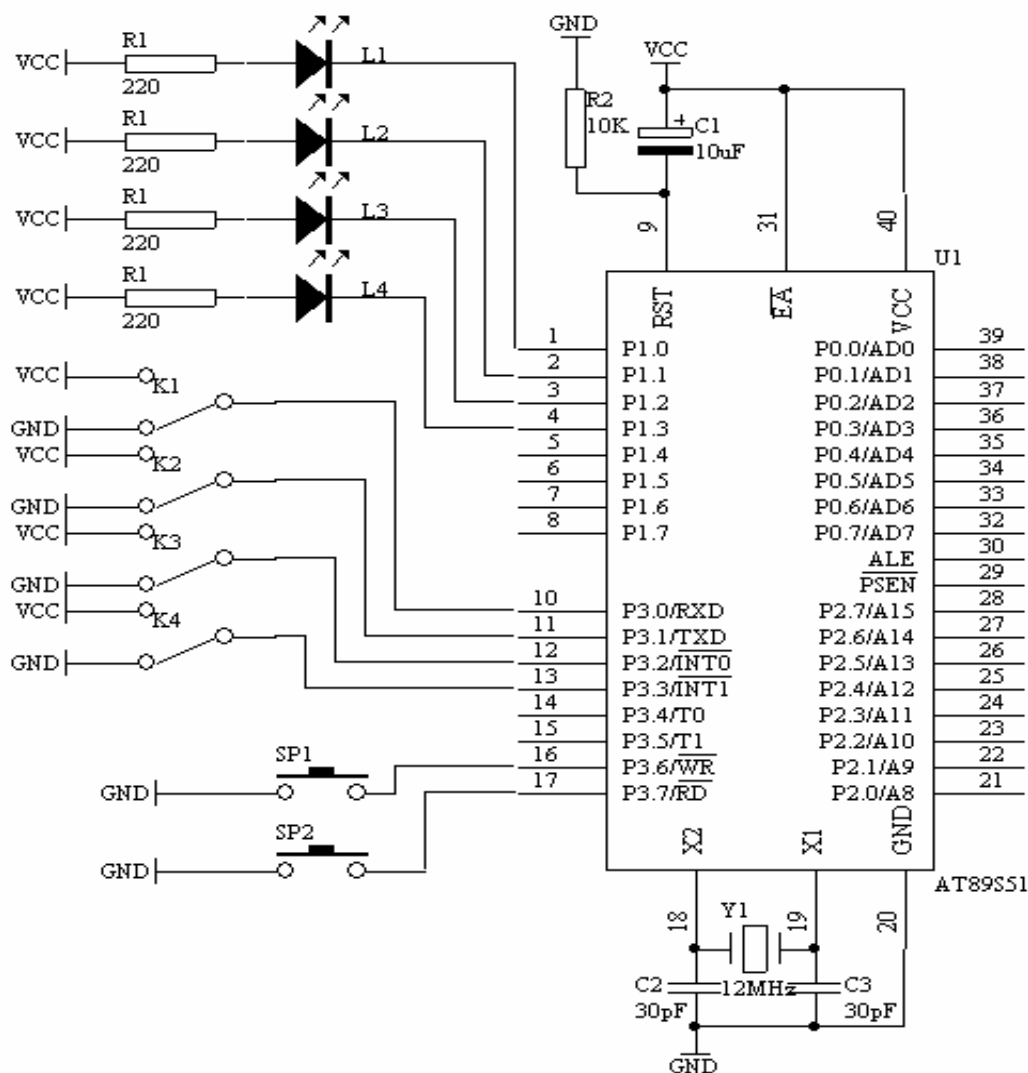 GND
VCC
R1
VCC
220
L1
R2
10K
C1
+
10uF
R1
VCC
220
L2
R1
VCC
220
L3
R1
VCC
220
L4
9
31
40
U1
RST
EA
VCC
1 P1.0 P0.0/AD0 39
2 P1.1 P0.1/AD1 38
3 P1.2 P0.2/AD2 37
4 P1.3 P0.3/AD3 36
5 P1.4 P0.4/AD4 35
6 P1.5 P0.5/AD5 34
7 P1.6 P0.6/AD6 33
8 P1.7 P0.7/AD7 32
ALE 30
PSEN 29
10 P3.0/RXD P2.7/A15 28
11 P3.1/TXD P2.6/A14 27
12 P3.2/INT0 P2.5/A13 26
13 P3.3/INT1 P2.4/A12 25
14 P3.4/T0 P2.3/A11 24
15 P3.5/T1 P2.2/A10 23
16 P3.6/WR P2.1/A9 22
17 P3.7/RD P2.0/A8 21
VCC
K1
GND
VCC
K2
GND
VCC
K3
GND
VCC
K4
GND
SP1
GND
SP2
GND
X2
X1
GND
AT89S51
18
Y1
19
20
C2
30pF
12MHz
C3
30pF
GND